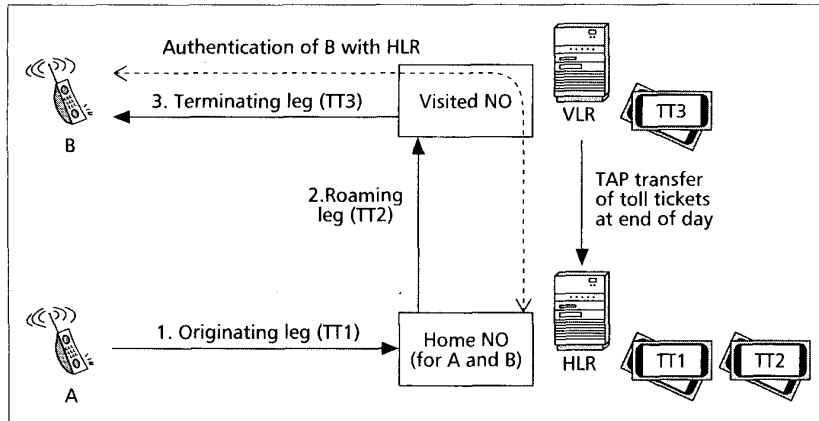 Authentication of B with HLR
3. Terminating leg (TT3)
B
Visited NO
VLR
TT3
2.Roaming
leg (TT2)
TAP transfer
of toll tickets
at end of day
1. Originating leg (TT1)
A
Home NO
(for A and B)
HLR
TT1
TT2